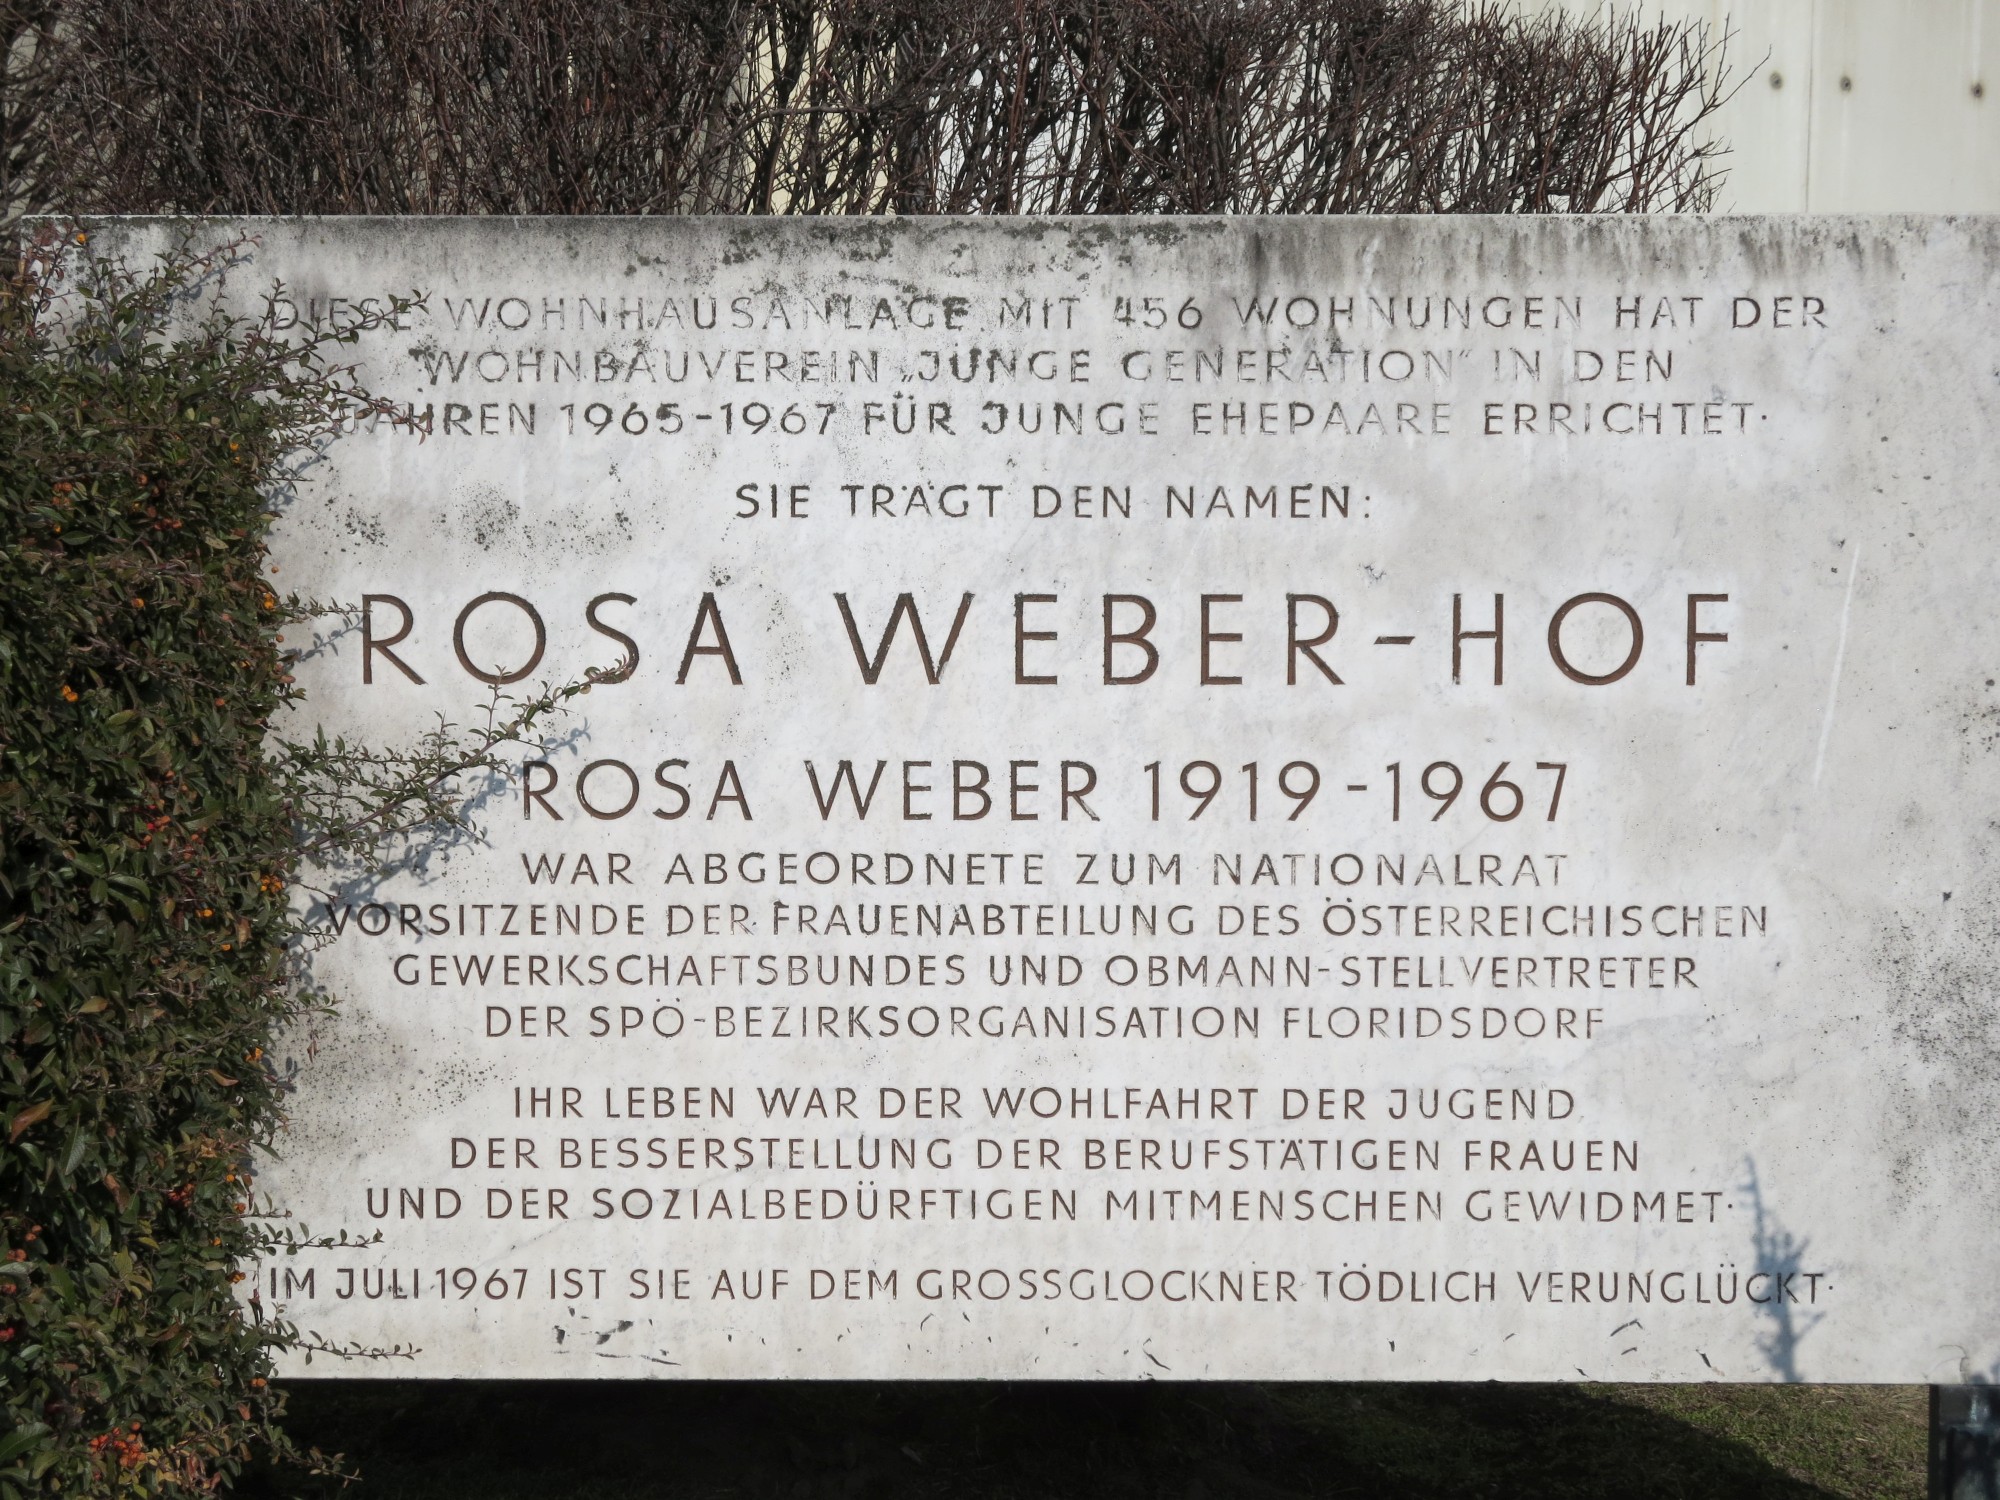 DIESE WOHNHAUSANLAGE MIT 456 WOHNUNGEN HAT DER
WOHNBAUVEREIN „JUNGE GENERATION“ IN DEN
JAHREN 1965-1967 FÜR JUNGE EHEPAARE ERRICHTET·
SIE TRÄGT DEN NAMEN:
ROSA WEBER-HOF
ROSA WEBER 1919-1967
WAR ABGEORDNETE ZUM NATIONALRAT
VORSITZENDE DER FRAUENABTEILUNG DES ÖSTERREICHISCHEN
GEWERKSCHAFTSBUNDES UND OBMANN-STELLVERTRETER
DER SPÖ-BEZIRKSORGANISATION FLORIDSDORF
IHR LEBEN WAR DER WOHLFAHRT DER JUGEND
DER BESSERSTELLUNG DER BERUFSTÄTIGEN FRAUEN
UND DER SOZIALBEDÜRFTIGEN MITMENSCHEN GEWIDMET·
IM JULI 1967 IST SIE AUF DEM GROSSGLOCKNER TÖDLICH VERUNGLÜCKT·